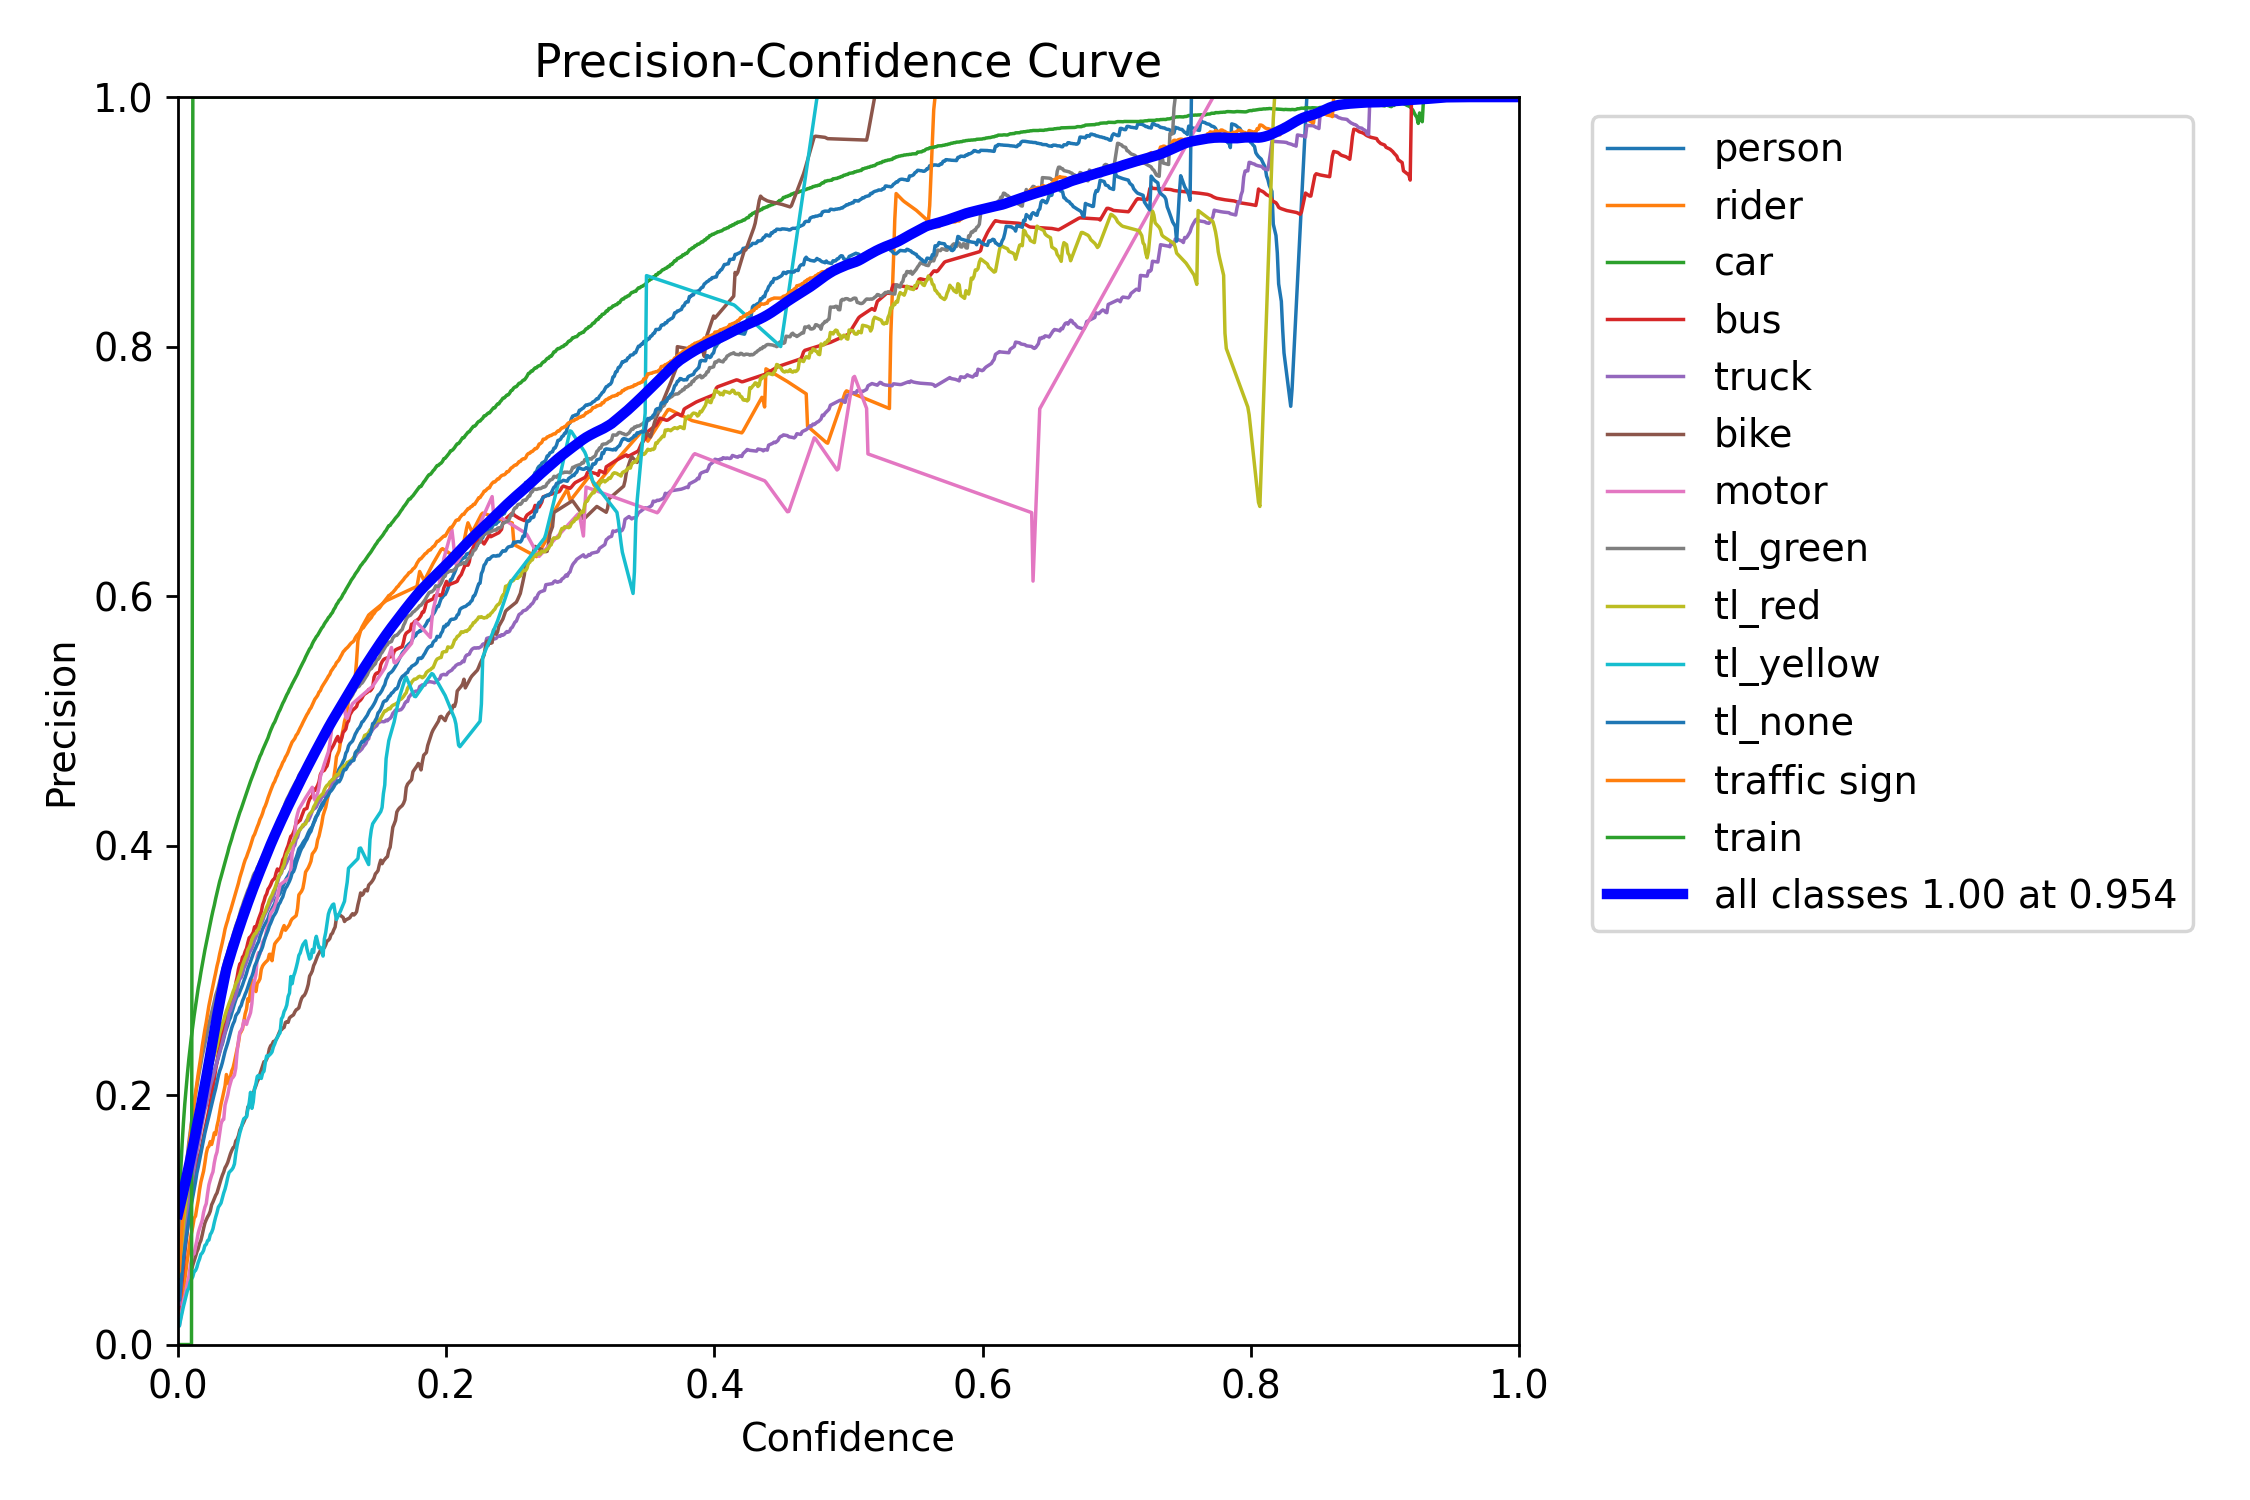 Precision-Confidence Curve
1.0
0.8
0.6
0.4
0.2
0.0
Precision
0.0 0.2 0.4 0.6 0.8 1.0
Confidence
person
rider
car
bus
truck
bike
motor
tl_green
tl_red
tl_yellow
tl_none
traffic sign
train
all classes 1.00 at 0.954